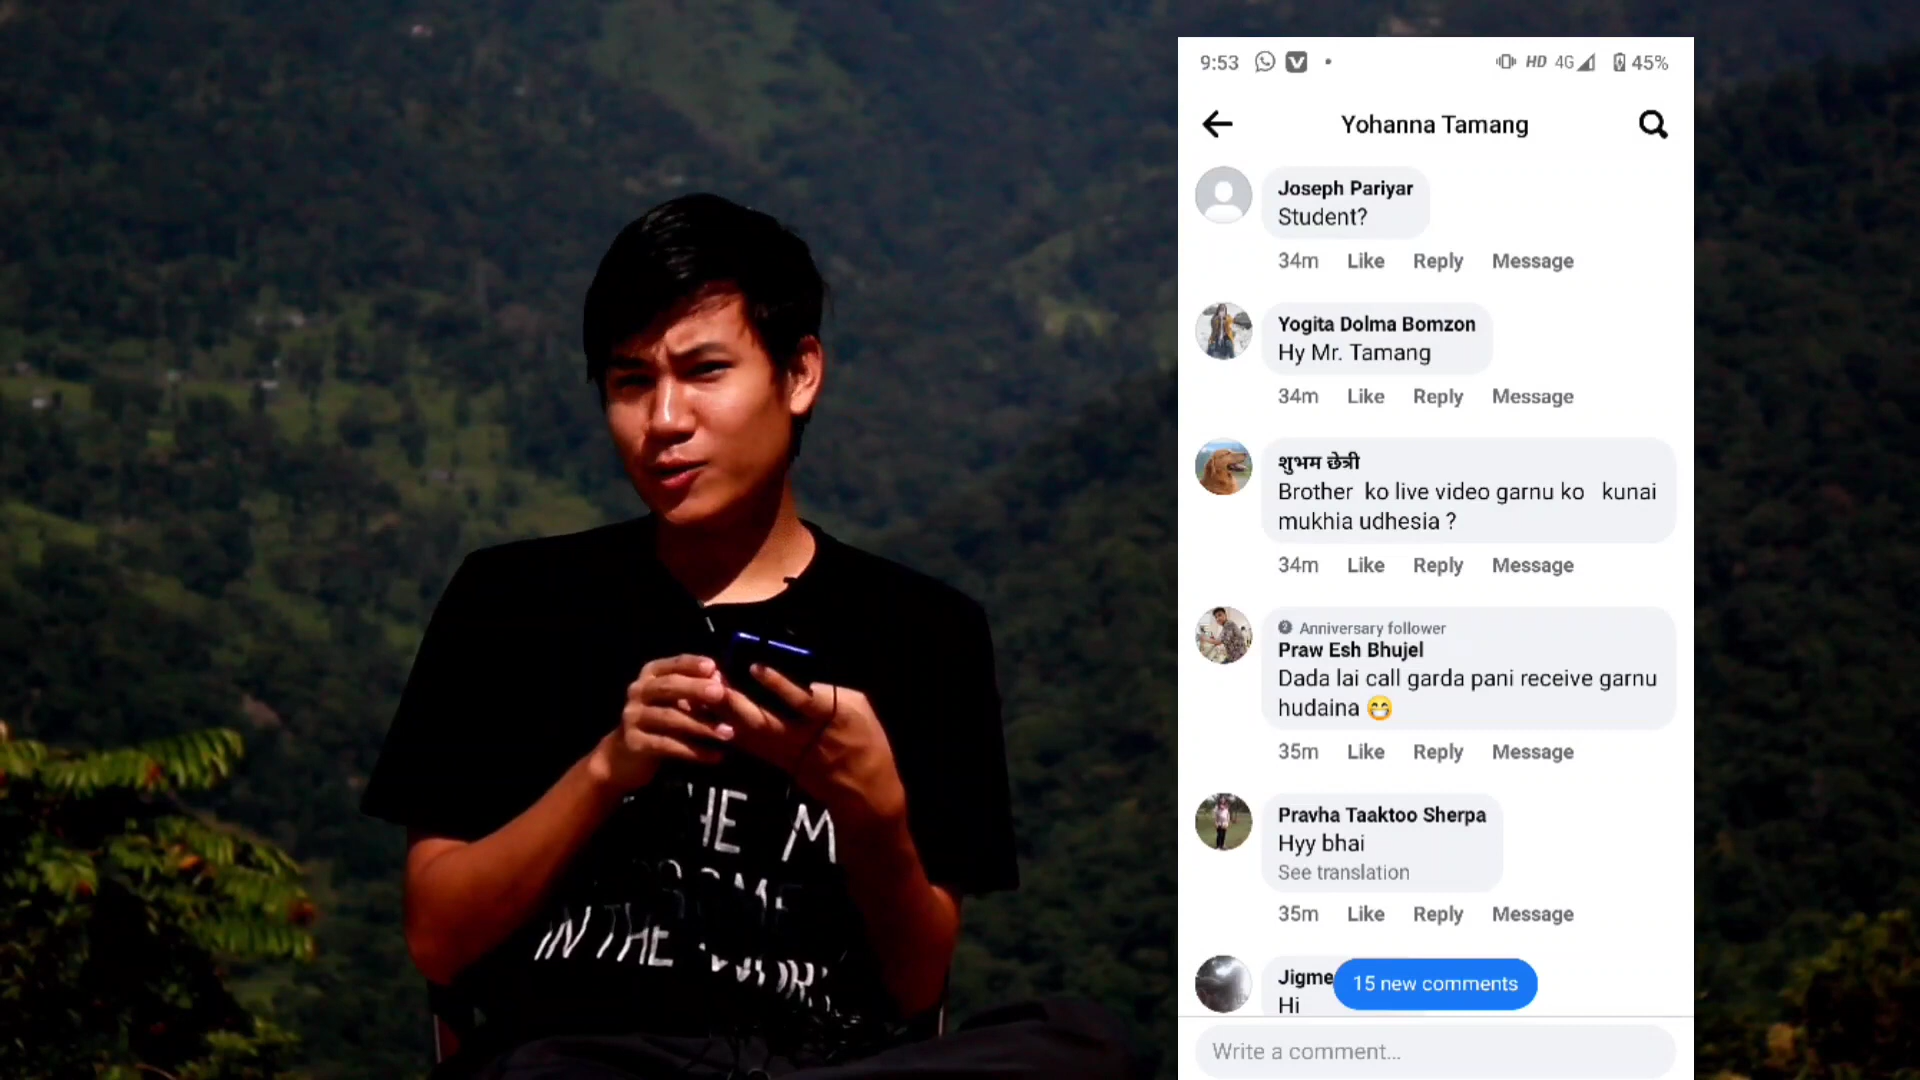 9:53 HD 4G 45%
Yohanna Tamang
Joseph Pariyar
Student?
34m Like Reply Message
Yogita Dolma Bomzon
Hy Mr. Tamang
34m Like Reply Message
शुभम छेत्री
Brother ko live video garnu ko kunai
mukhia udhesia ?
34m Like Reply Message
Anniversary follower
Praw Esh Bhujel
Dada lai call garda pani receive garnu
hudaina 😁
35m Like Reply Message
Pravha Taaktoo Sherpa
Hyy bhai
See translation
35m Like Reply Message
Jigme
Hi
15 new comments
Write a comment...
IN THE